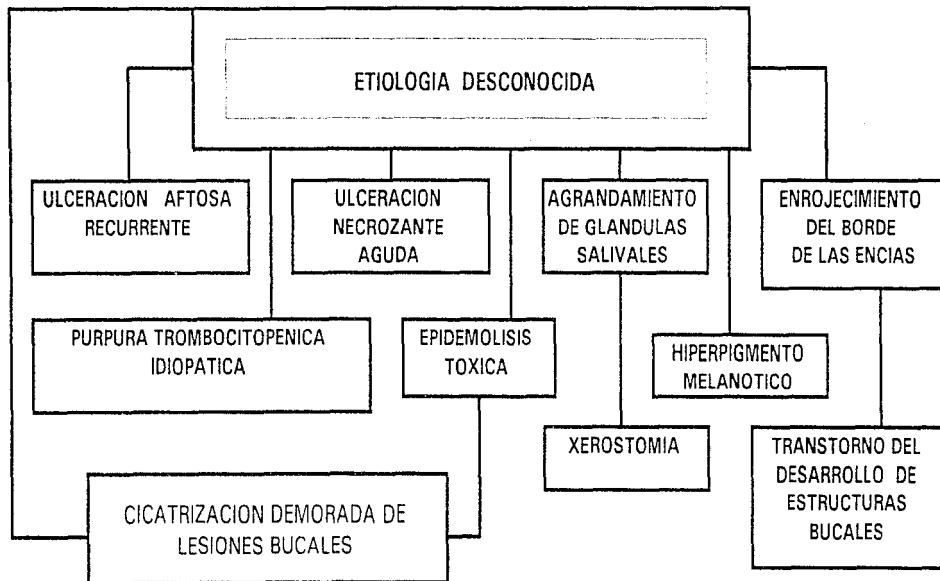 ETIOLOGIA DESCONOCIDA
ULCERACION AFTOSA
RECURRENTE
ULCERACION
NECROZANTE
AGUDA
AGRANDAMIENTO
DE GLANDULAS
SALIVALES
ENROJECIMIENTO
DEL BORDE
DE LAS ENCIAS
PURPURA TROMBOCITOPENICA
IDIOPATICA
EPIDEMOLISIS
TOXICA
HIPERPIGMENTO
MELANOTICO
XEROSTOMIA
TRANSTORNO DEL
DESARROLLO DE
ESTRUCTURAS
BUCALES
CICATRIZACION DEMORADA DE
LESIONES BUCALES